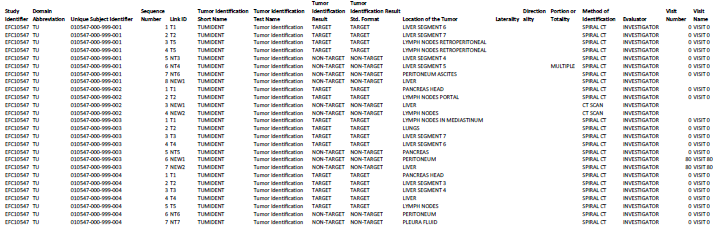 Tumor Tumor
Study Domain Sequence Tumor Identification Tumor Identification Identification Identification Result Direction Portion or Method of Visit Visit
Identifier Abbreviation Unique Subject Identifier Number Link ID Short Name Test Name Result Std. Format Location of the Tumor Laterality ality Totality Identification Evaluator Number Name
EFC10547 TU 010547-000-999-001 1 T1 TUMIDENT Tumor Identification TARGET TARGET LIVER SEGMENT 6 SPIRAL CT INVESTIGATOR 0 VISIT 0
EFC10547 TU 010547-000-999-001 2 T2 TUMIDENT Tumor Identification TARGET TARGET LIVER SEGMENT 7 SPIRAL CT INVESTIGATOR 0 VISIT 0
EFC10547 TU 010547-000-999-001 3 T5 TUMIDENT Tumor Identification TARGET TARGET LYMPH NODES RETROPERITONEAL SPIRAL CT INVESTIGATOR 0 VISIT 0
EFC10547 TU 010547-000-999-001 4 T5 TUMIDENT Tumor Identification TARGET TARGET LYMPH NODES RETROPERITONEAL SPIRAL CT INVESTIGATOR 0 VISIT 0
EFC10547 TU 010547-000-999-001 5 NT3 TUMIDENT Tumor Identification NON-TARGET NON-TARGET LIVER SEGMENT 4 SPIRAL CT INVESTIGATOR 0 VISIT 0
EFC10547 TU 010547-000-999-001 6 NT4 TUMIDENT Tumor Identification NON-TARGET NON-TARGET LIVER SEGMENT 5 MULTIPLE SPIRAL CT INVESTIGATOR 0 VISIT 0
EFC10547 TU 010547-000-999-001 7 NT6 TUMIDENT Tumor Identification NON-TARGET NON-TARGET PERITONEUM ASCITES SPIRAL CT INVESTIGATOR 0 VISIT 0
EFC10547 TU 010547-000-999-001 8 NEW1 TUMIDENT Tumor Identification NON-TARGET NON-TARGET LIVER SPIRAL CT INVESTIGATOR
EFC10547 TU 010547-000-999-002 1 T1 TUMIDENT Tumor Identification TARGET TARGET PANCREAS HEAD SPIRAL CT INVESTIGATOR 0 VISIT 0
EFC10547 TU 010547-000-999-002 2 T2 TUMIDENT Tumor Identification TARGET TARGET LYMPH NODES PORTAL SPIRAL CT INVESTIGATOR 0 VISIT 0
EFC10547 TU 010547-000-999-002 3 NEW1 TUMIDENT Tumor Identification NON-TARGET NON-TARGET LIVER CT SCAN INVESTIGATOR
EFC10547 TU 010547-000-999-002 4 NEW2 TUMIDENT Tumor Identification NON-TARGET NON-TARGET LYMPH NODES CT SCAN INVESTIGATOR
EFC10547 TU 010547-000-999-003 1 T1 TUMIDENT Tumor Identification TARGET TARGET LYMPH NODES IN MEDIASTINUM SPIRAL CT INVESTIGATOR 0 VISIT 0
EFC10547 TU 010547-000-999-003 2 T2 TUMIDENT Tumor Identification TARGET TARGET LUNGS SPIRAL CT INVESTIGATOR 0 VISIT 0
EFC10547 TU 010547-000-999-003 3 T3 TUMIDENT Tumor Identification TARGET TARGET LIVER SEGMENT 7 SPIRAL CT INVESTIGATOR 0 VISIT 0
EFC10547 TU 010547-000-999-003 4 T4 TUMIDENT Tumor Identification TARGET TARGET LIVER SEGMENT 6 SPIRAL CT INVESTIGATOR 0 VISIT 0
EFC10547 TU 010547-000-999-003 5 NT5 TUMIDENT Tumor Identification NON-TARGET NON-TARGET PANCREAS SPIRAL CT INVESTIGATOR 0 VISIT 0
EFC10547 TU 010547-000-999-003 6 NEW1 TUMIDENT Tumor Identification NON-TARGET NON-TARGET PERITONEUM SPIRAL CT INVESTIGATOR 80 VISIT 80
EFC10547 TU 010547-000-999-003 7 NEW2 TUMIDENT Tumor Identification NON-TARGET NON-TARGET LIVER SPIRAL CT INVESTIGATOR 80 VISIT 80
EFC10547 TU 010547-000-999-004 1 T1 TUMIDENT Tumor Identification TARGET TARGET PANCREAS HEAD SPIRAL CT INVESTIGATOR 0 VISIT 0
EFC10547 TU 010547-000-999-004 2 T2 TUMIDENT Tumor Identification TARGET TARGET LIVER SEGMENT 3 SPIRAL CT INVESTIGATOR 0 VISIT 0
EFC10547 TU 010547-000-999-004 3 T3 TUMIDENT Tumor Identification TARGET TARGET LIVER SEGMENT 4 SPIRAL CT INVESTIGATOR 0 VISIT 0
EFC10547 TU 010547-000-999-004 4 T4 TUMIDENT Tumor Identification TARGET TARGET LIVER SPIRAL CT INVESTIGATOR 0 VISIT 0
EFC10547 TU 010547-000-999-004 5 T5 TUMIDENT Tumor Identification TARGET TARGET LYMPH NODES SPIRAL CT INVESTIGATOR 0 VISIT 0
EFC10547 TU 010547-000-999-004 6 NT6 TUMIDENT Tumor Identification NON-TARGET NON-TARGET PERITONEUM SPIRAL CT INVESTIGATOR 0 VISIT 0
EFC10547 TU 010547-000-999-004 7 NT7 TUMIDENT Tumor Identification NON-TARGET NON-TARGET PLEURA FLUID SPIRAL CT INVESTIGATOR 0 VISIT 0